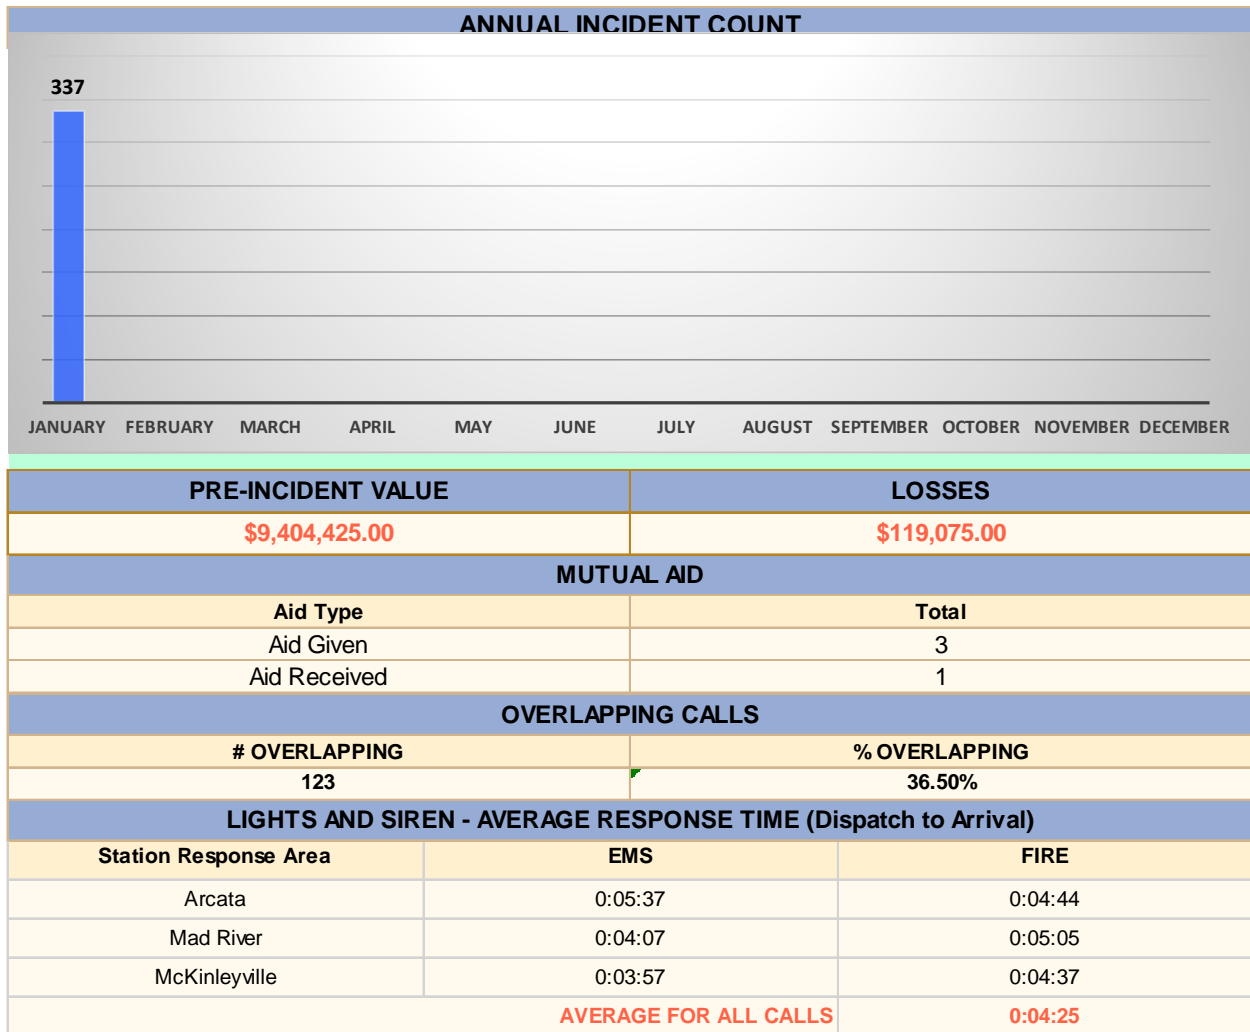 ANNUAL INCIDENT COUNT
337
JANUARY FEBRUARY MARCH APRIL MAY JUNE JULY AUGUST SEPTEMBER OCTOBER NOVEMBER DECEMBER
PRE-INCIDENT VALUE LOSSES
$9,404,425.00 $119,075.00
MUTUAL AID
Aid Type Total
Aid Given 3
Aid Received 1
OVERLAPPING CALLS
# OVERLAPPING % OVERLAPPING
123 36.50%
LIGHTS AND SIREN - AVERAGE RESPONSE TIME (Dispatch to Arrival)
Station Response Area EMS FIRE
Arcata 0:05:37 0:04:44
Mad River 0:04:07 0:05:05
McKinleyville 0:03:57 0:04:37
AVERAGE FOR ALL CALLS 0:04:25